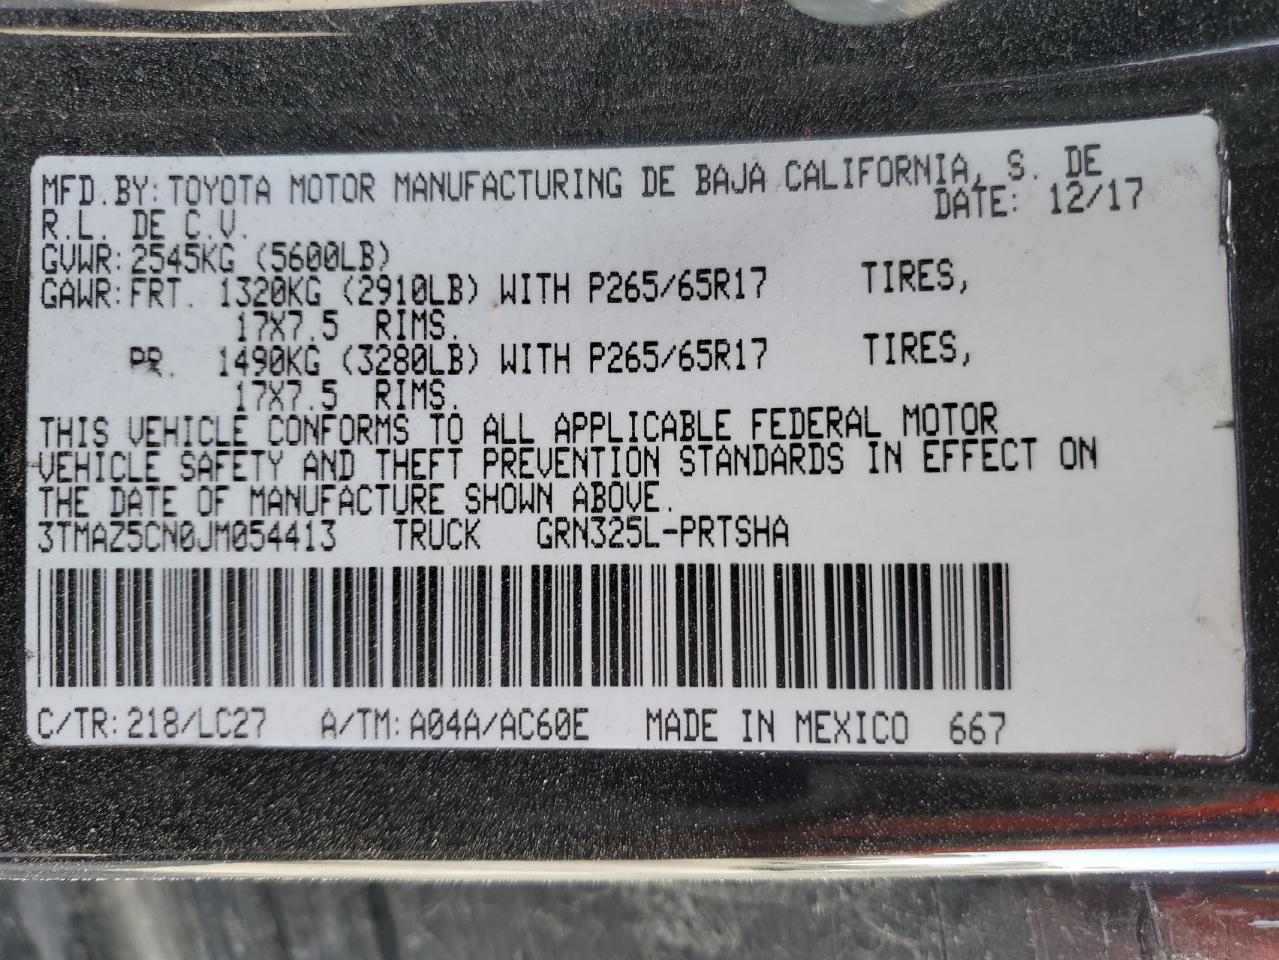 MFD.BY:TOYOTA MOTOR MANUFACTURING DE BAJA CALIFORNIA, S. DE
R.L. DE C.V. DATE: 12/17
GVWR:2545KG (5600LB)
GAWR:FRT. 1320KG (2910LB) WITH P265/65R17 TIRES,
17X7.5 RIMS.
RR. 1490KG (3280LB) WITH P265/65R17 TIRES,
17X7.5 RIMS.
THIS VEHICLE CONFORMS TO ALL APPLICABLE FEDERAL MOTOR
VEHICLE SAFETY AND THEFT PREVENTION STANDARDS IN EFFECT ON
THE DATE OF MANUFACTURE SHOWN ABOVE.
3TMAZ5CN0JM054413 TRUCK GRN325L-PRTSHA
C/TR:218/LC27 A/TM:A04A/AC60E MADE IN MEXICO 667